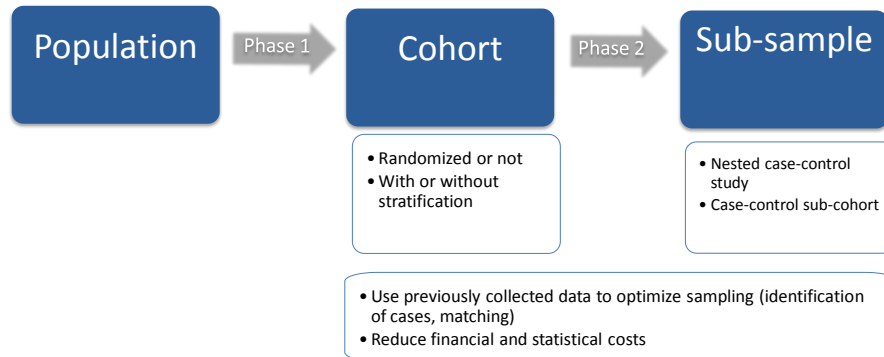 Population
Phase 1
Cohort
Phase 2
Sub-sample
• Randomized or not
• With or without
stratification
• Nested case-control
study
• Case-control sub-cohort
• Use previously collected data to optimize sampling (identification
of cases, matching)
• Reduce financial and statistical costs